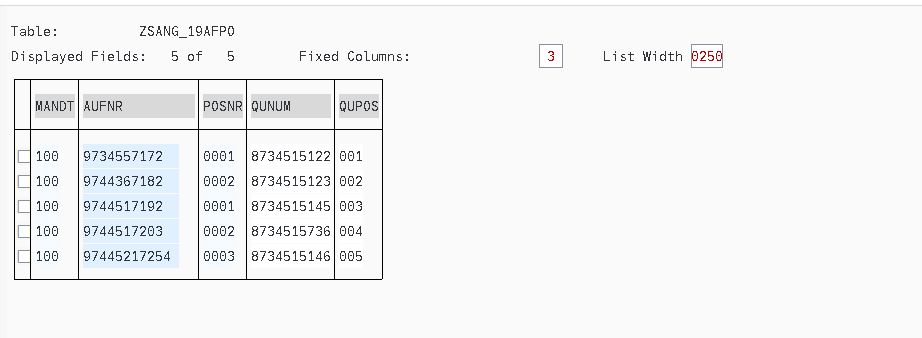 Table: ZSANG_19AFPO
Displayed Fields: 5 of 5 Fixed Columns: 3 List Width 0250
MANDT AUFNR POSNR QUNUM QUPOS
100 9734557172 0001 8734515122 001
100 9744367182 0002 8734515123 002
100 9744517192 0001 8734515145 003
100 9744517203 0002 8734515736 004
100 97445217254 0003 8734515146 005